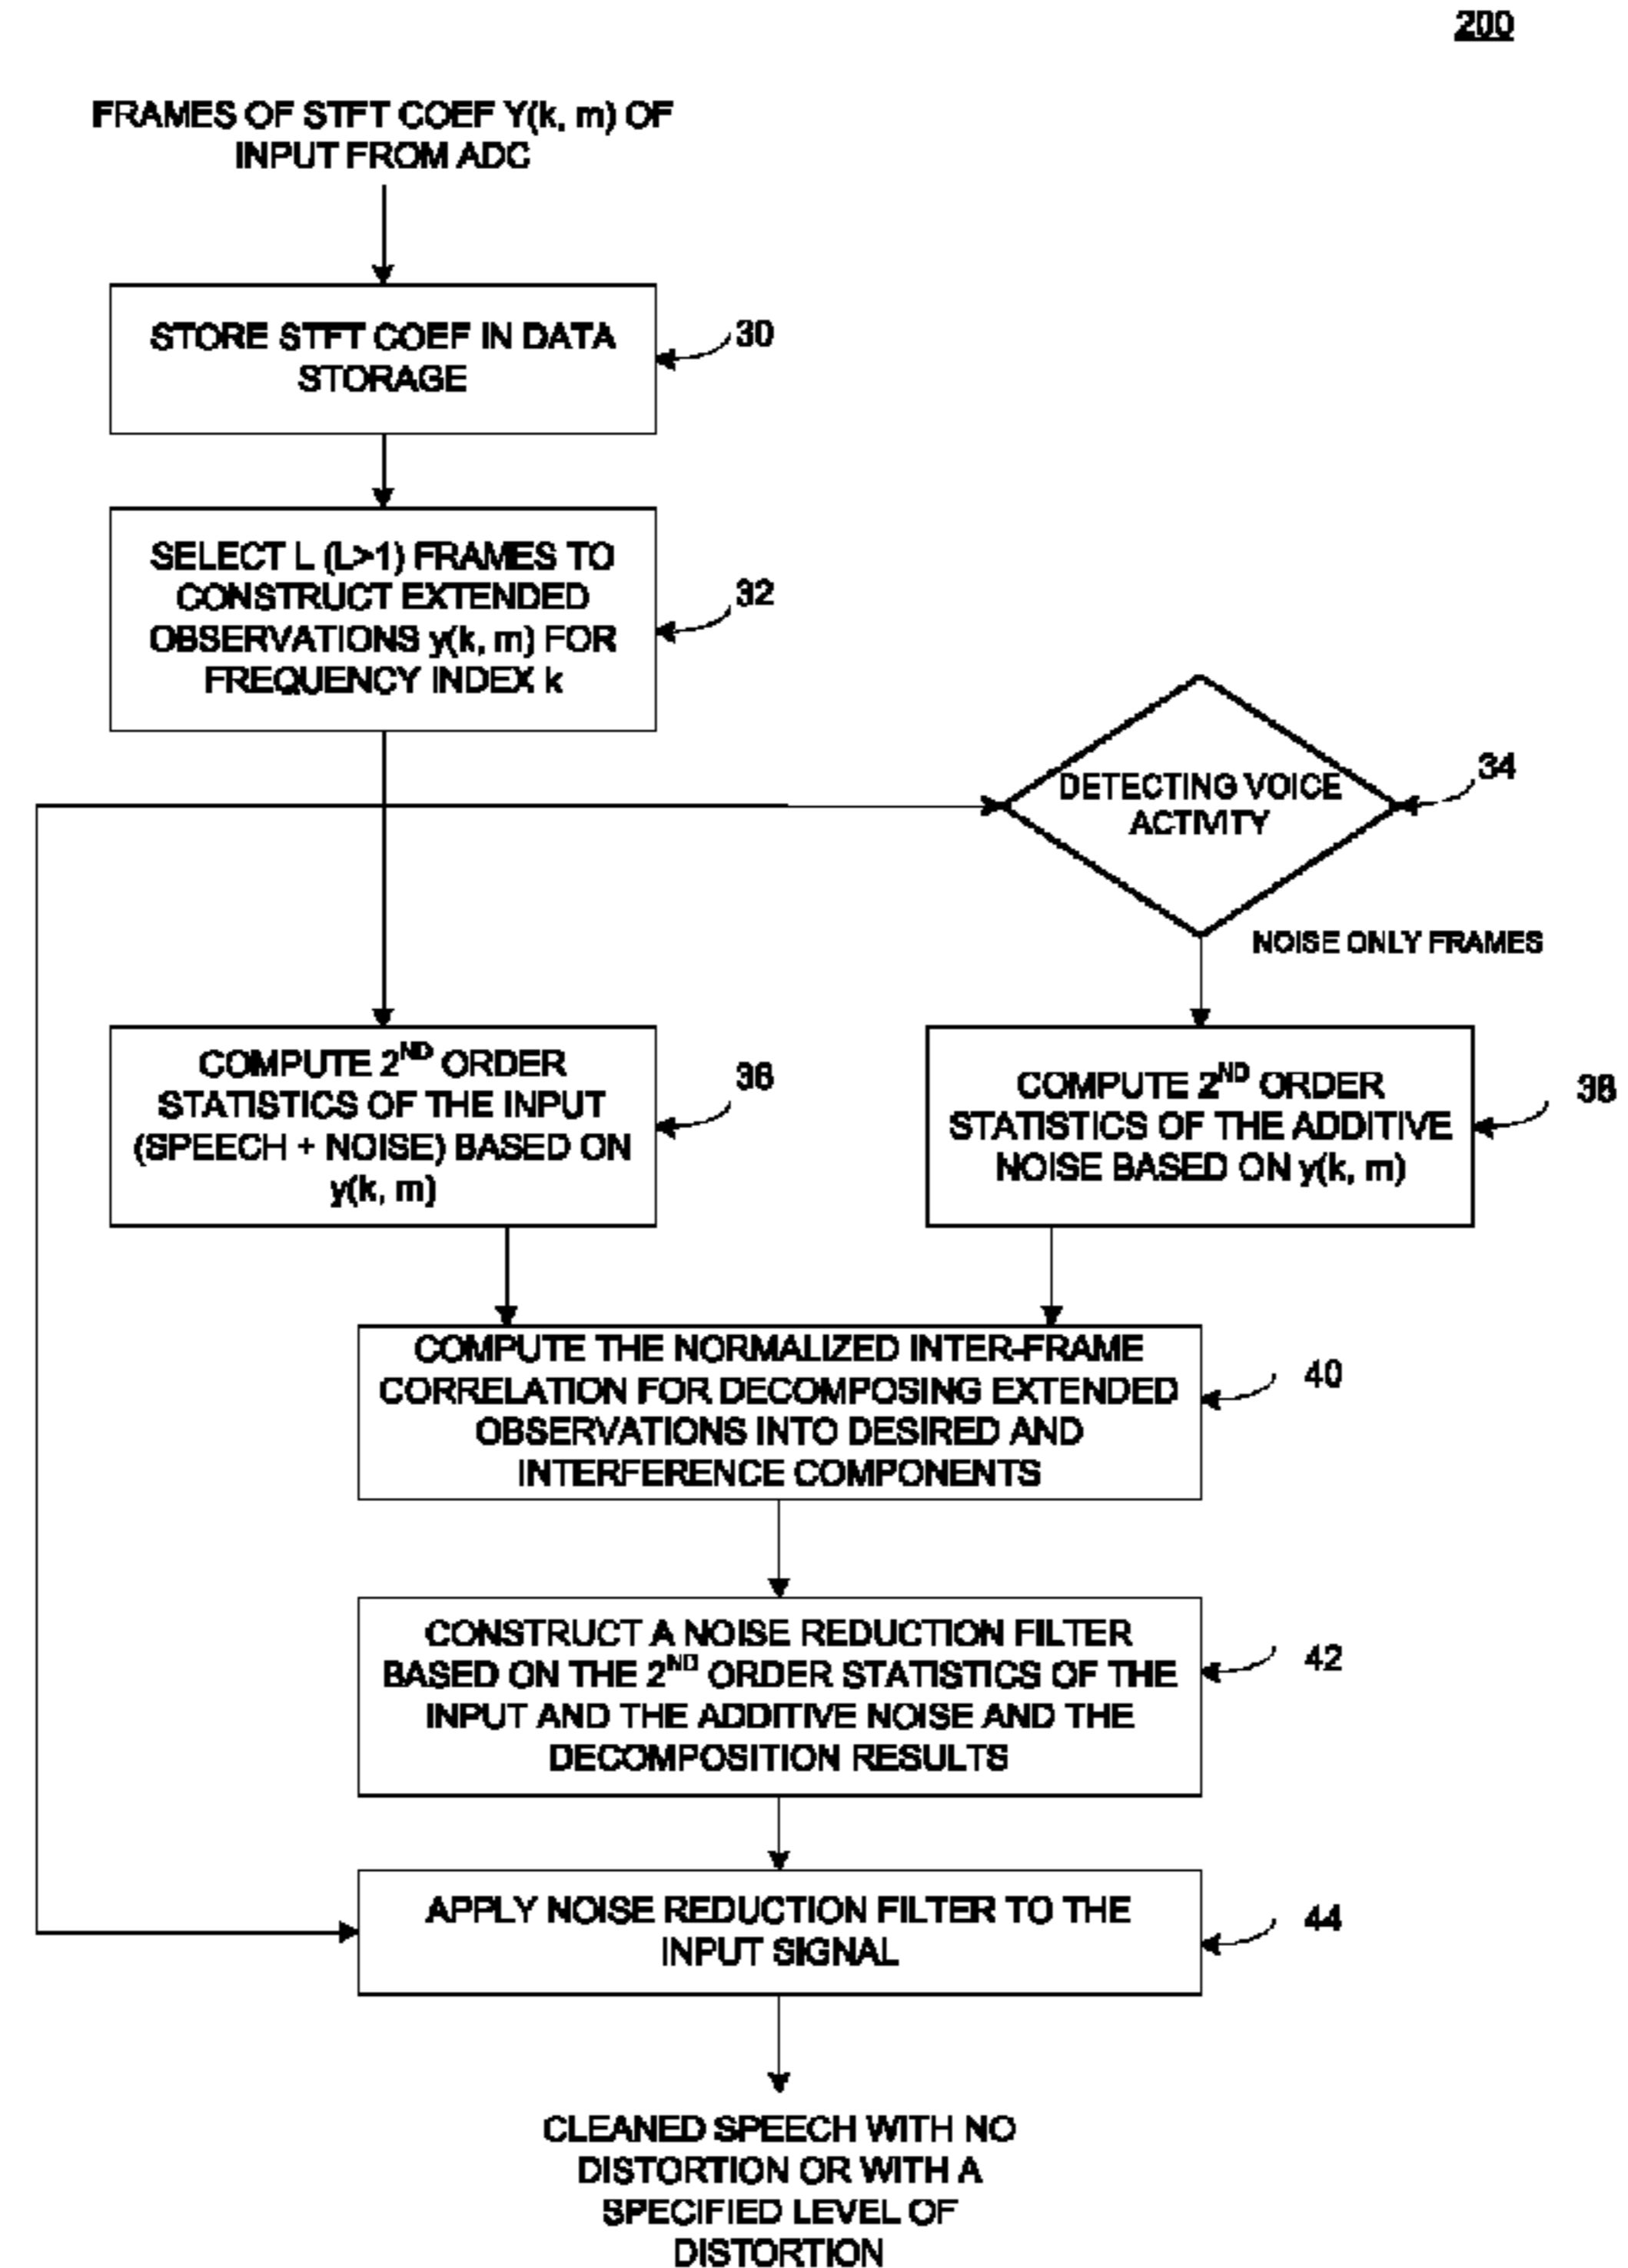 200
FRAMES OF STFT COEF Y(k, m) OF
INPUT FROM ADC
STORE STFT COEF IN DATA
STORAGE
30
SELECT L (L>1) FRAMES TO
CONSTRUCT EXTENDED
OBSERVATIONS y(k, m) FOR
FREQUENCY INDEX k
32
DETECTING VOICE
ACTIVITY
34
NOISE ONLY FRAMES
COMPUTE 2ND ORDER
STATISTICS OF THE INPUT
(SPEECH + NOISE) BASED ON
y(k, m)
36
COMPUTE 2ND ORDER
STATISTICS OF THE ADDITIVE
NOISE BASED ON y(k, m)
38
COMPUTE THE NORMALIZED INTER-FRAME
CORRELATION FOR DECOMPOSING EXTENDED
OBSERVATIONS INTO DESIRED AND
INTERFERENCE COMPONENTS
40
CONSTRUCT A NOISE REDUCTION FILTER
BASED ON THE 2ND ORDER STATISTICS OF THE
INPUT AND THE ADDITIVE NOISE AND THE
DECOMPOSITION RESULTS
42
APPLY NOISE REDUCTION FILTER TO THE
INPUT SIGNAL
44
CLEANED SPEECH WITH NO
DISTORTION OR WITH A
SPECIFIED LEVEL OF
DISTORTION